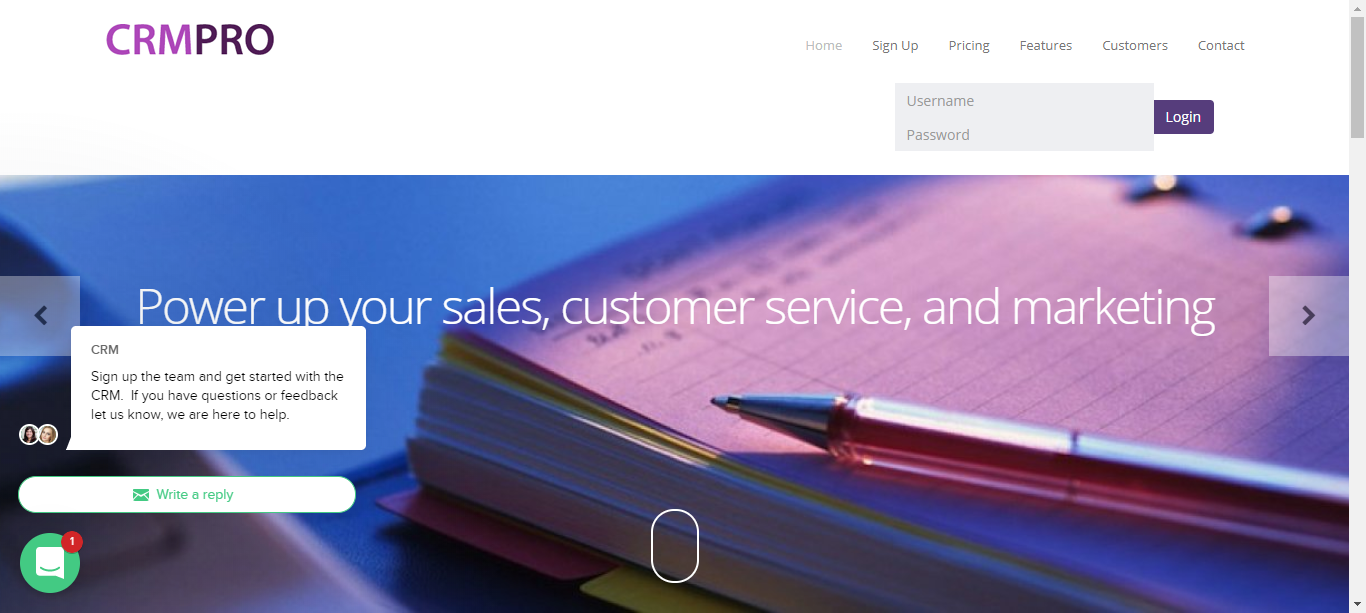 CRMPRO
Home Sign Up Pricing Features Customers Contact
Username
Password
Login
Power up your sales, customer service, and marketing
CRM
Sign up the team and get started with the
CRM.  If you have questions or feedback
let us know, we are here to help.
Write a reply
1